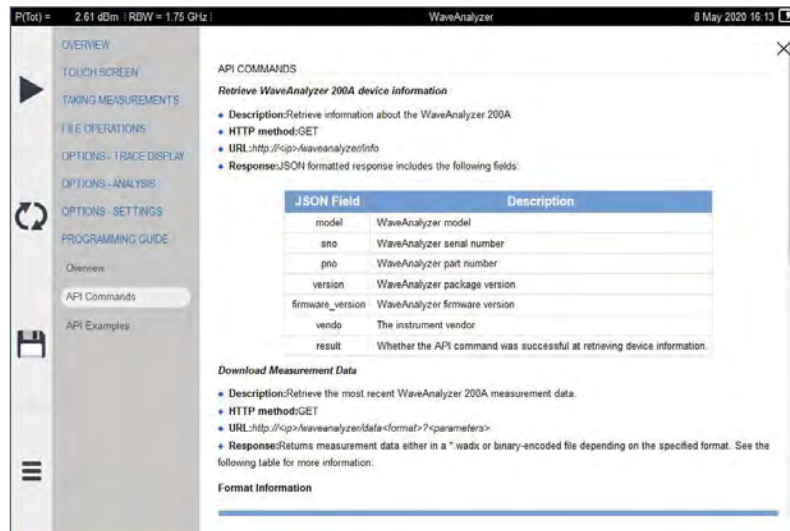 P(Tot) = 2.61 dBm | RBW = 1.75 GHz | WaveAnalyzer 8 May 2020 16:13
OVERVIEW
TOUCH SCREEN
TAKING MEASUREMENTS
FILE OPERATIONS
OPTIONS - TRACE DISPLAY
OPTIONS - ANALYSIS
OPTIONS - SETTINGS
PROGRAMMING GUIDE
Overview
API Commands
API Examples
API COMMANDS
Retrieve WaveAnalyzer 200A device information
Description:Retrieve information about the WaveAnalyzer 200A
HTTP method:GET
URL:http://<ip>/waveanalyzer/info
Response:JSON formatted response includes the following fields:
JSON Field Description
model WaveAnalyzer model
sno WaveAnalyzer serial number
pno WaveAnalyzer part number
version WaveAnalyzer package version
firmware_version WaveAnalyzer firmware version
vendo The instrument vendor
result Whether the API command was successful at retrieving device information.
Download Measurement Data
Description:Retrieve the most recent WaveAnalyzer 200A measurement data.
HTTP method:GET
URL:http://<ip>/waveanalyzer/data<format>?<parameters>
Response:Returns measurement data either in a *.wadx or binary-encoded file depending on the specified format. See the
following table for more information:
Format Information